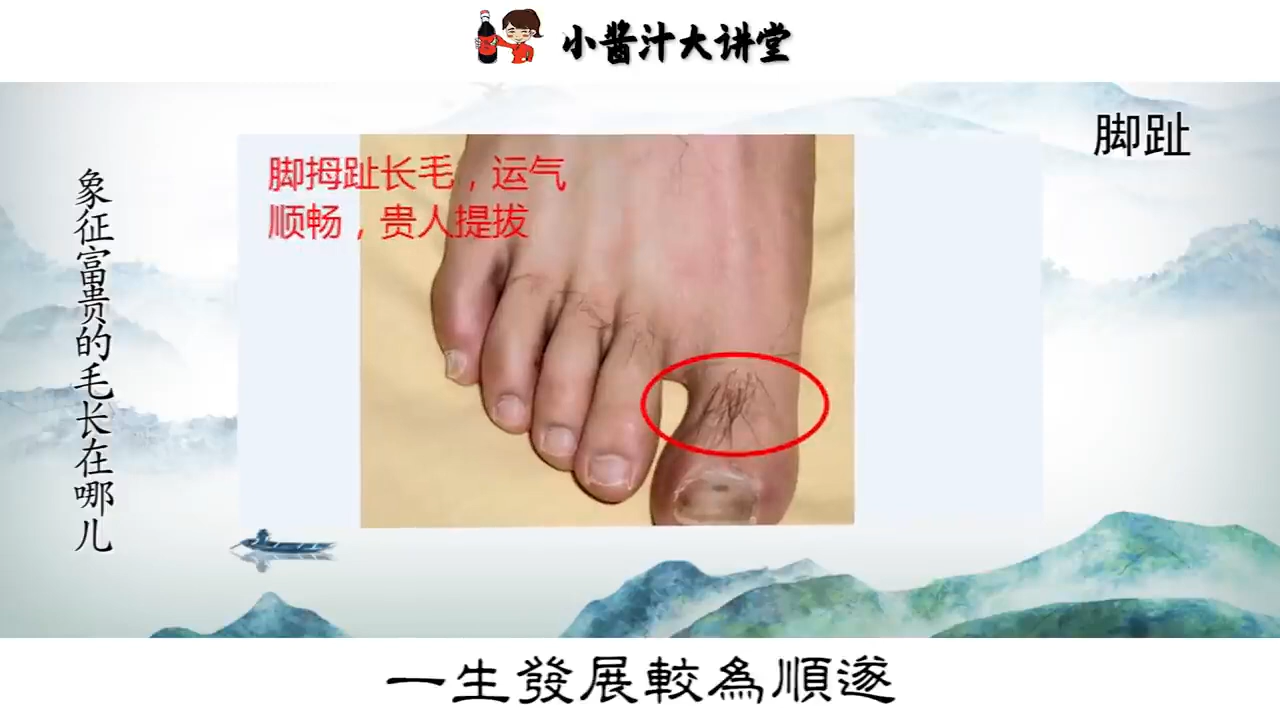 小酱汁大讲堂
脚趾
脚拇趾长毛，运气
顺畅，贵人提拔
象征富贵的毛长在哪儿
一生發展較為順遂